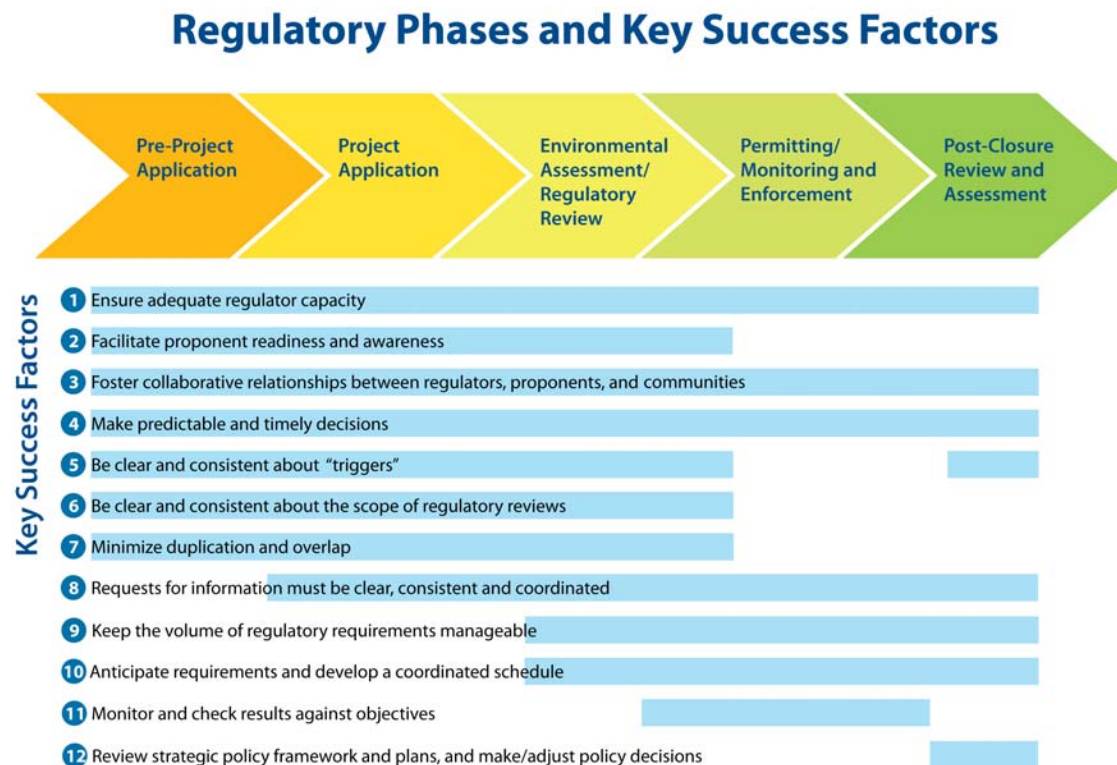 Regulatory Phases and Key Success Factors
Pre-Project
Application
Project
Application
Environmental
Assessment/
Regulatory
Review
Permitting/
Monitoring and
Enforcement
Post-Closure
Review and
Assessment
Key Success Factors
1 Ensure adequate regulator capacity
2 Facilitate proponent readiness and awareness
3 Foster collaborative relationships between regulators, proponents, and communities
4 Make predictable and timely decisions
5 Be clear and consistent about “triggers”
6 Be clear and consistent about the scope of regulatory reviews
7 Minimize duplication and overlap
8 Requests for information must be clear, consistent and coordinated
9 Keep the volume of regulatory requirements manageable
10 Anticipate requirements and develop a coordinated schedule
11 Monitor and check results against objectives
12 Review strategic policy framework and plans, and make/adjust policy decisions